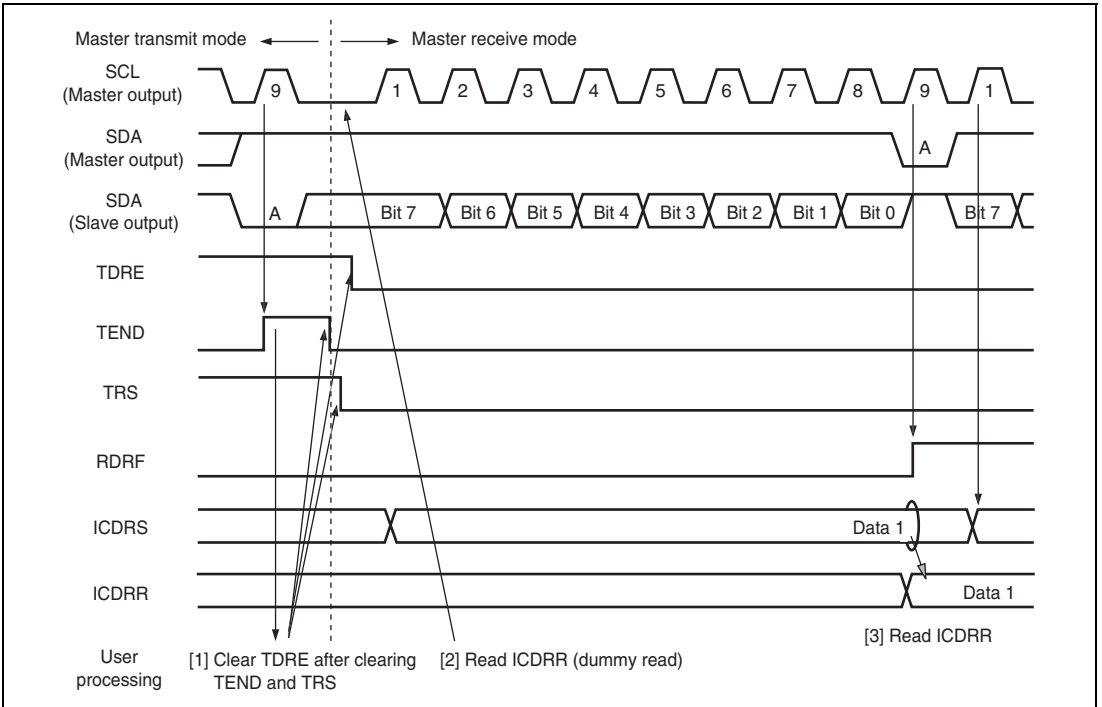 Master transmit mode
Master receive mode
SCL
(Master output)
9 1 2 3 4 5 6 7 8 9 1
SDA
(Master output)
A
SDA
(Slave output)
A Bit 7 Bit 6 Bit 5 Bit 4 Bit 3 Bit 2 Bit 1 Bit 0 Bit 7
TDRE
TEND
TRS
RDRF
ICDRS
Data 1
ICDRR
Data 1
User
processing
[1] Clear TDRE after clearing
TEND and TRS
[2] Read ICDRR (dummy read)
[3] Read ICDRR